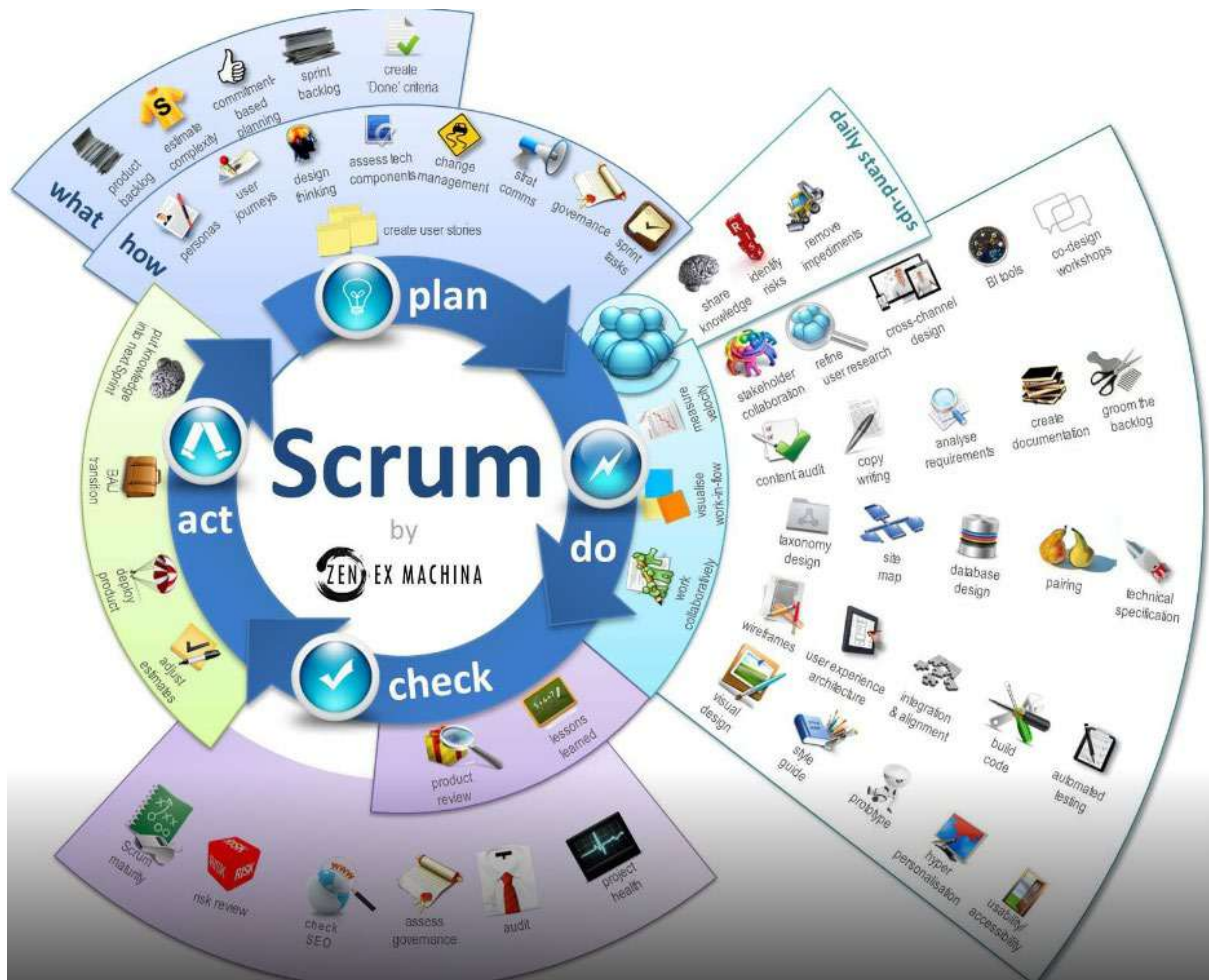 what
product
backlog
estimate
complexity
commitment-
based
planning
sprint
backlog
create
'Done' criteria
how
personas
user
journeys
design
thinking
assess tech
components
change
management
strat
comms
governance
sprint
tasks
create user stories
plan
daily stand-ups
share
knowledge
identify
risks
remove
impediments
RISK
S
stakeholder
collaboration
refine
user research
cross-channel
design
BI tools
co-design
workshops
content audit
copy
writing
analyse
requirements
create
documentation
groom the
backlog
taxonomy
design
site
map
database
design
pairing
technical
specification
wireframes
user experience
architecture
integration
& alignment
build
code
automated
testing
visual
design
style
guide
prototype
hyper
personalisation
usability/
accessibility
measure
velocity
visualise
work-in-flow
work
collaboratively
do
Scrum
by
ZEN EX MACHINA
check
product
review
lessons
learned
Scrum
maturity
risk review
RISK
RISK
RISK
check
SEO
www
assess
governance
audit
project
health
act
put knowledge
into next Sprint
BAU
transition
deploy
product
adjust
estimates